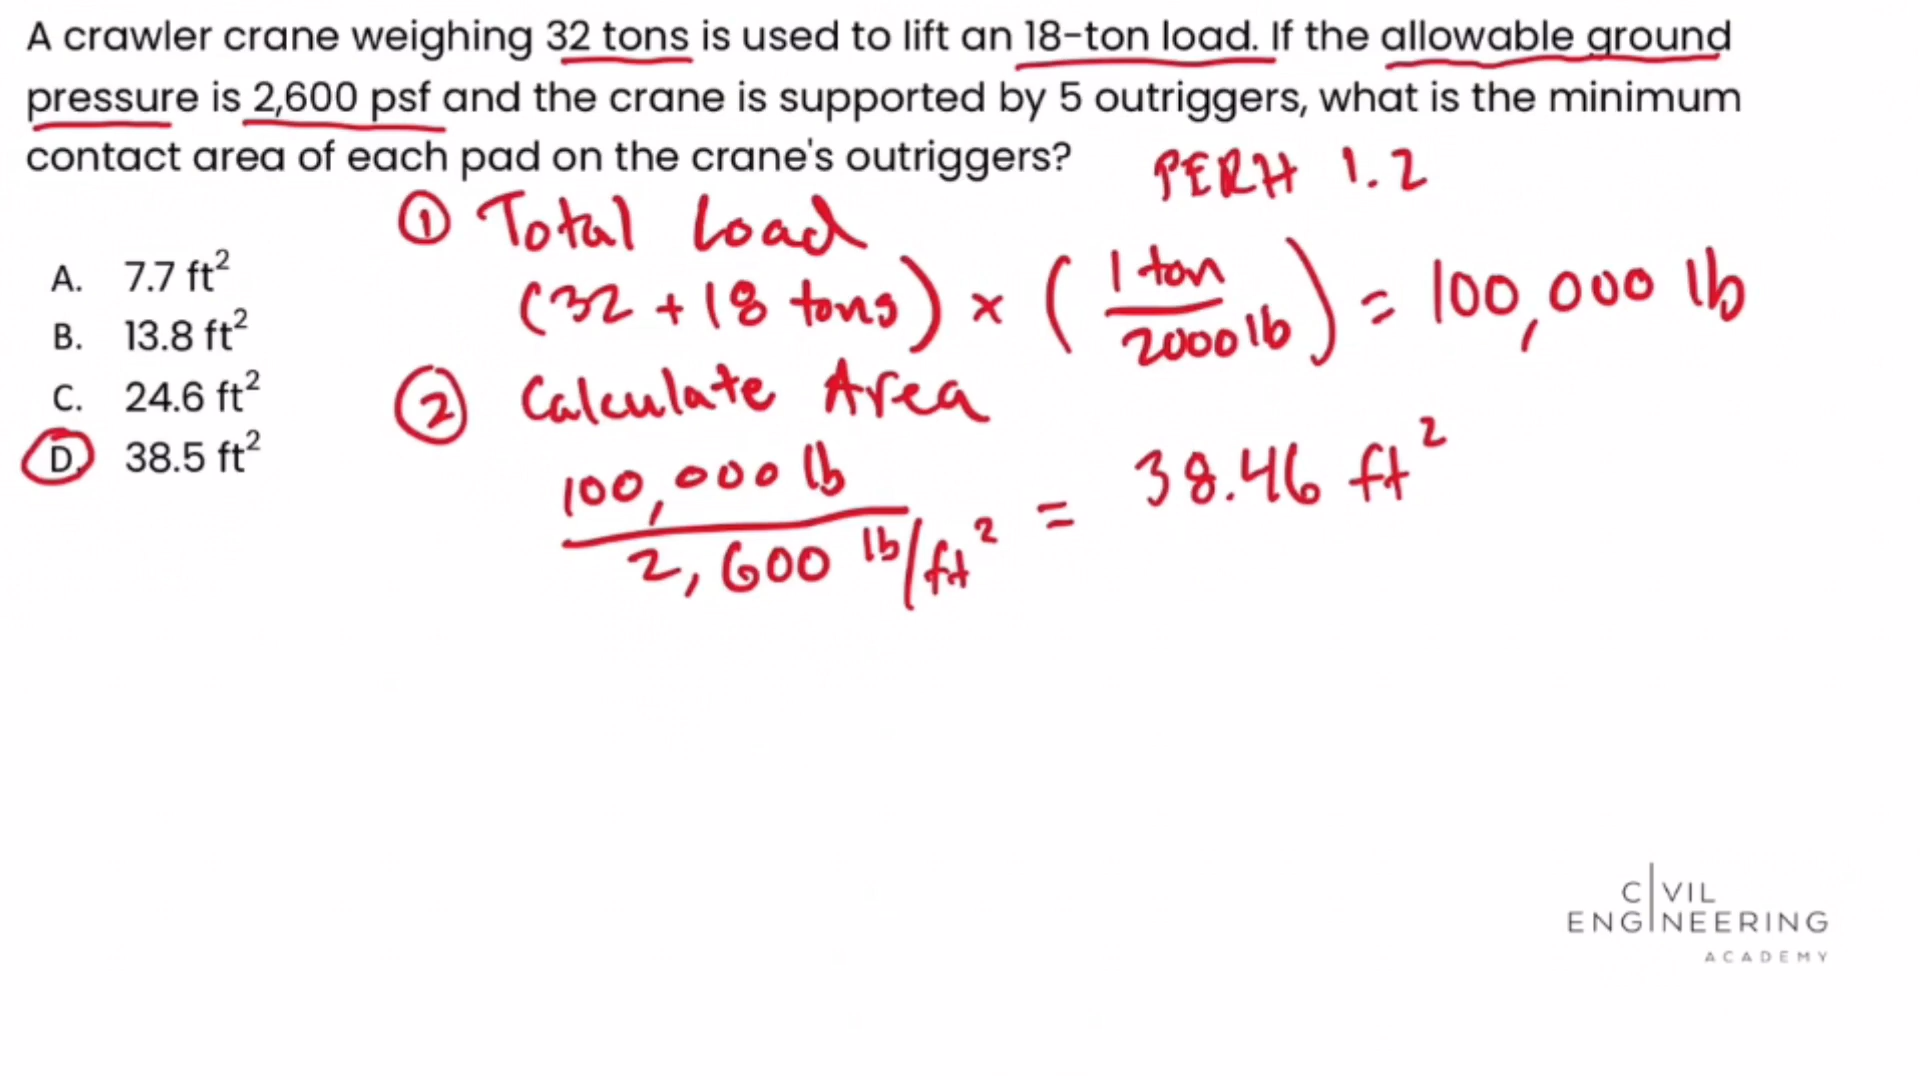 A crawler crane weighing 32 tons is used to lift an 18-ton load. If the allowable ground
pressure is 2,600 psf and the crane is supported by 5 outriggers, what is the minimum
contact area of each pad on the crane's outriggers?
PERH 1.2
① Total Load
A. 7.7 ft²
(32 + 18 tons) × (1 ton / 2000 lb) = 100,000 lb
B. 13.8 ft²
C. 24.6 ft²
② Calculate Area
D. 38.5 ft²
100,000 lb
2,600 lb/ft² = 38.46 ft²
CIVIL
ENGINEERING
ACADEMY